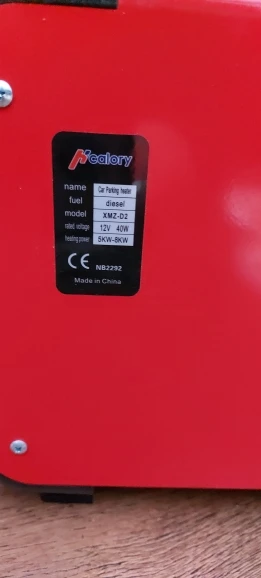 Hcalory
name Car Parking heater
fuel diesel
model XMZ-D2
rated voltage 12V 40W
heating power 5KW-8KW
CE NB2292
Made in China